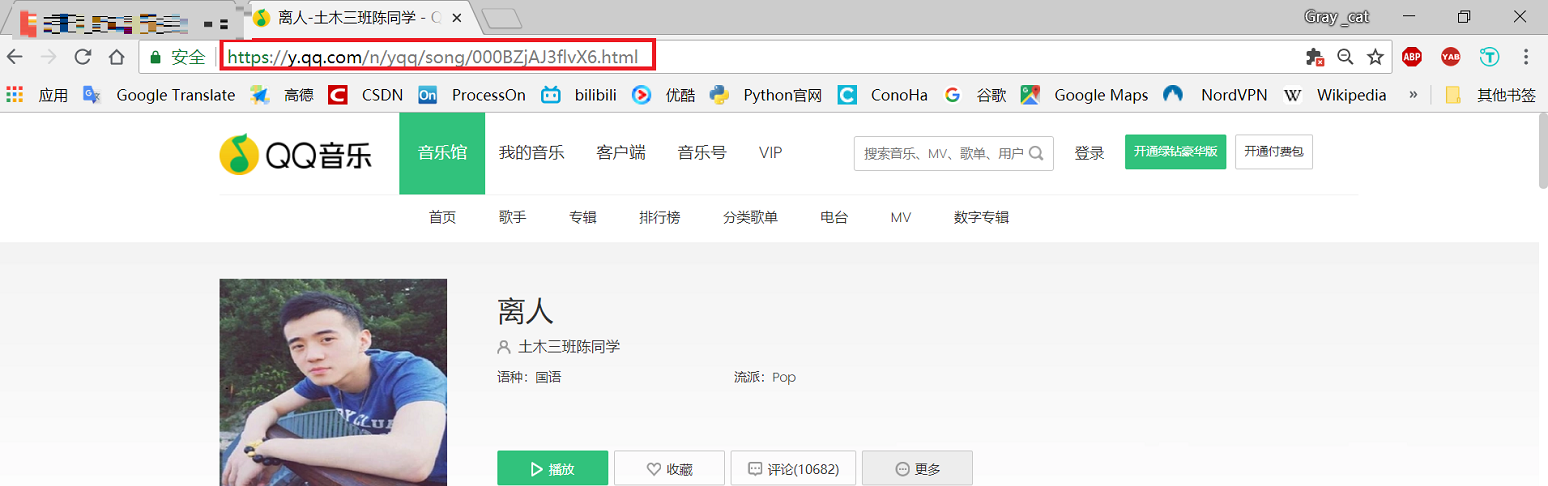 离人-土木三班陈同学 - Q
Gray_cat
安全 https://y.qq.com/n/yqq/song/000BZjAJ3flvX6.html ABP YAB T
应用 Google Translate 高德 CSDN On ProcessOn bilibili 优酷 Python官网 ConoHa 谷歌 Google Maps NordVPN W Wikipedia » 其他书签
QQ音乐 音乐馆 我的音乐 客户端 音乐号 VIP 搜索音乐、MV、歌单、用户 登录 开通绿钻豪华版 开通付费包
首页 歌手 专辑 排行榜 分类歌单 电台 MV 数字专辑
离人
土木三班陈同学
语种：国语 流派：Pop
播放 收藏 评论(10682) 更多